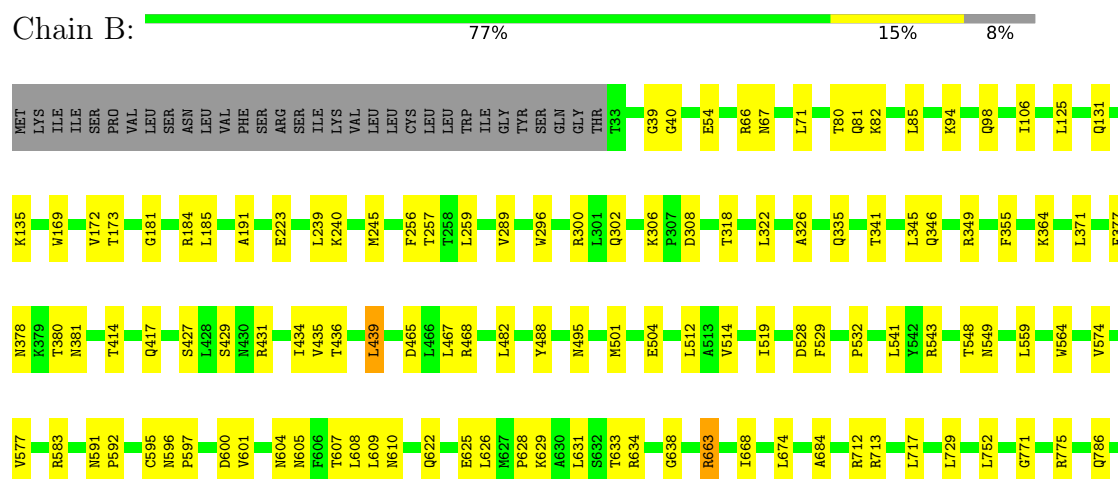 Chain B:
77% 15% 8%
MET LYS ILE ILE SER PRO VAL LEU SER ASN LEU VAL PHE SER ARG SER ILE LYS VAL LEU LEU CYS LEU LEU TRP ILE GLY TYR SER GLN GLY THR T33 G39 G40 E54 R66 N67 L71 T80 Q81 K82 L85 K94 Q98 I106 L125 Q131
K135 W169 V172 T173 G181 R184 L185 A191 E223 L239 K240 M245 F256 T257 T258 L259 V289 W296 R300 L301 Q302 K306 P307 D308 T318 L322 A326 Q335 T341 L345 Q346 R349 F355 K364 L371 E377
N378 K379 T380 N381 T414 Q417 S427 L428 S429 N430 R431 I434 V435 T436 L439 D465 L466 L467 R468 L482 Y488 N495 M501 E504 L512 A513 V514 I519 D528 F529 P532 L541 Y542 R543 T548 N549 L559 W564 V574
V577 R583 N591 P592 C595 N596 P597 D600 V601 N604 N605 F606 T607 L608 L609 N610 Q622 E625 L626 M627 P628 K629 A630 L631 S632 T633 R634 G638 R663 I668 L674 A684 R712 R713 L717 L729 L752 G771 R775 Q786